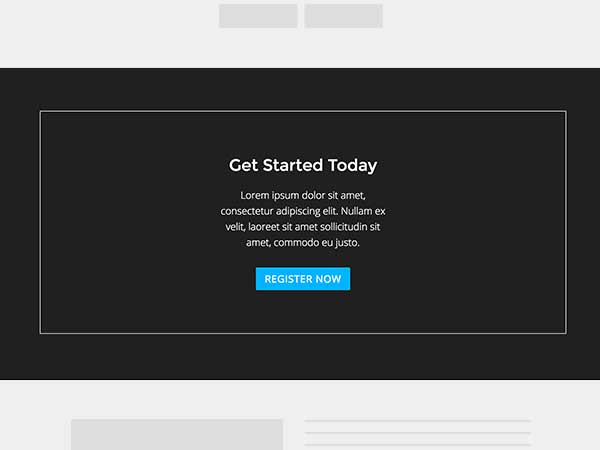 Get Started Today
Lorem ipsum dolor sit amet,
consectetur adipiscing elit. Nullam ex
velit, laoreet sit amet sollicitudin sit
amet, commodo eu justo.
REGISTER NOW